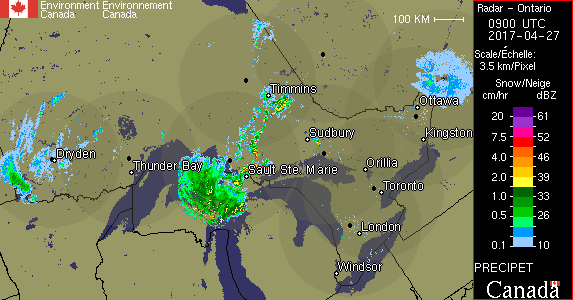 Environment Environnement
Canada Canada
100 KM
Timmins
Ottawa
Sudbury
Kingston
Dryden
Thunder Bay
Sault Ste. Marie
Orillia
Toronto
London
Windsor
Radar - Ontario
0900 UTC
2017-04-27
Scale/Échelle:
3.5 km/Pixel
Snow/Neige
cm/hr dBZ
20 61
7.5 52
4.0 46
2.0 39
1.0 33
0.5 26
0.1 10
PRECIPET
Canada